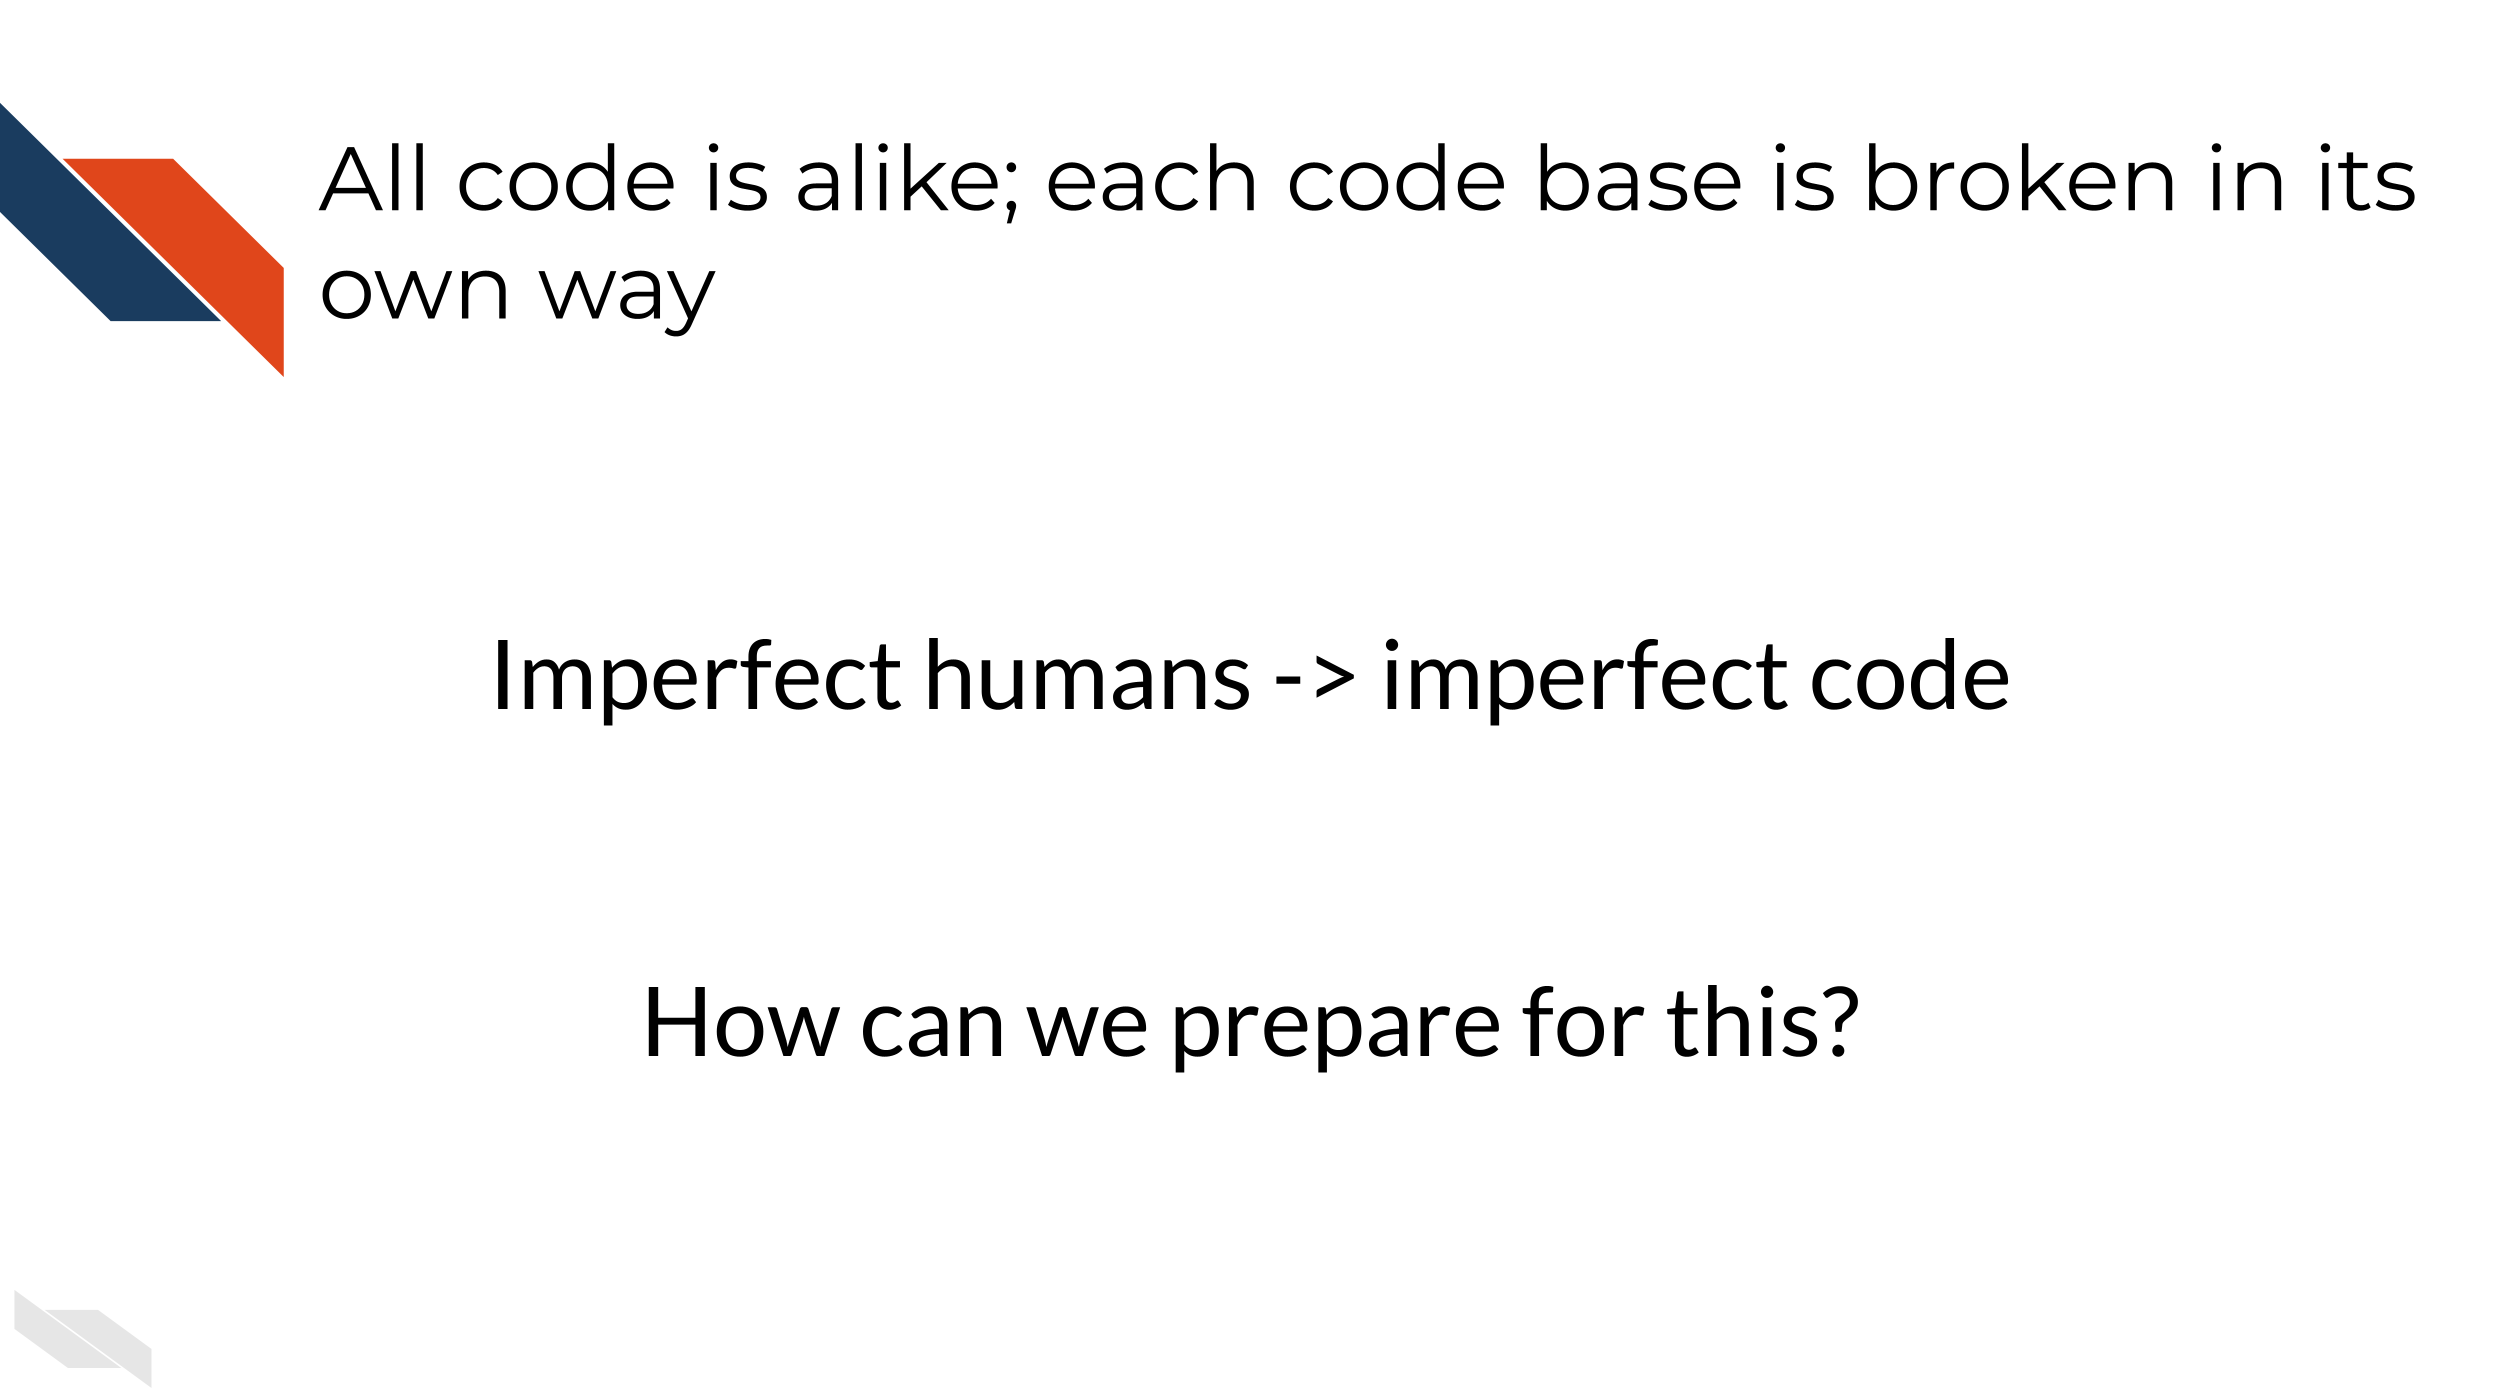 All code is alike; each code base is broken in its
own way
Imperfect humans -> imperfect code
How can we prepare for this?